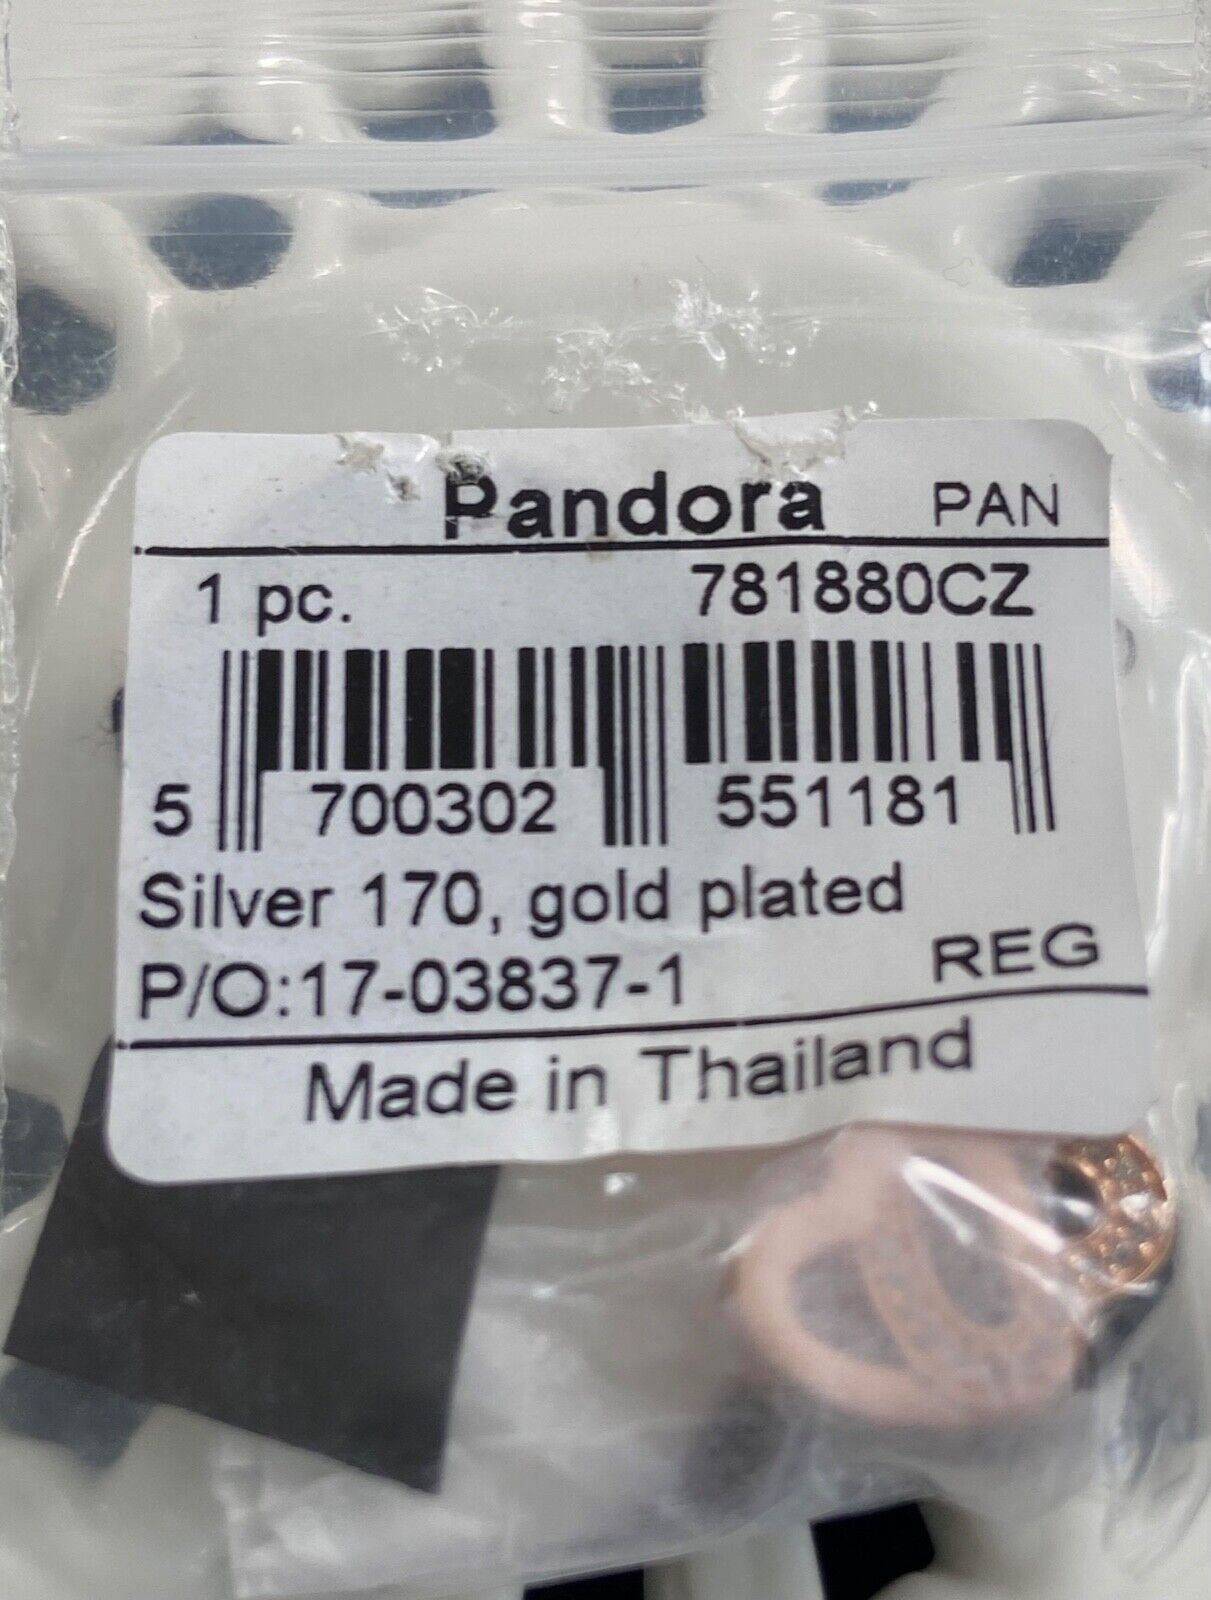 Pandora PAN
1 pc. 781880CZ
5 700302 551181
Silver 170, gold plated
P/O:17-03837-1 REG
Made in Thailand